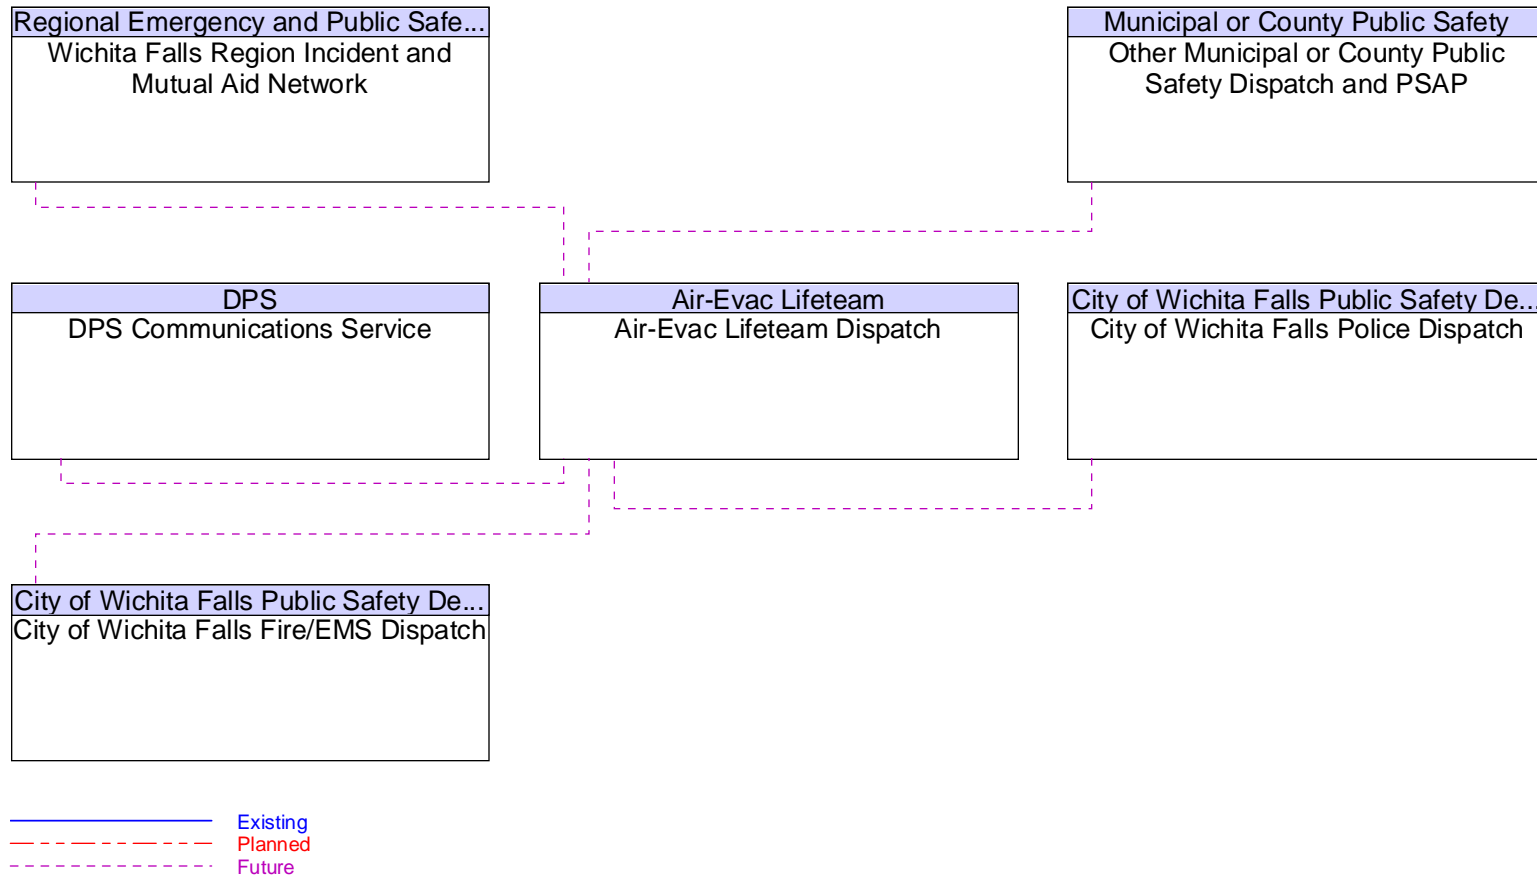 Regional Emergency and Public Safe...
Wichita Falls Region Incident and
Mutual Aid Network
Municipal or County Public Safety
Other Municipal or County Public
Safety Dispatch and PSAP
DPS
DPS Communications Service
Air-Evac Lifeteam
Air-Evac Lifeteam Dispatch
City of Wichita Falls Public Safety De...
City of Wichita Falls Police Dispatch
City of Wichita Falls Public Safety De...
City of Wichita Falls Fire/EMS Dispatch
Existing
Planned
Future